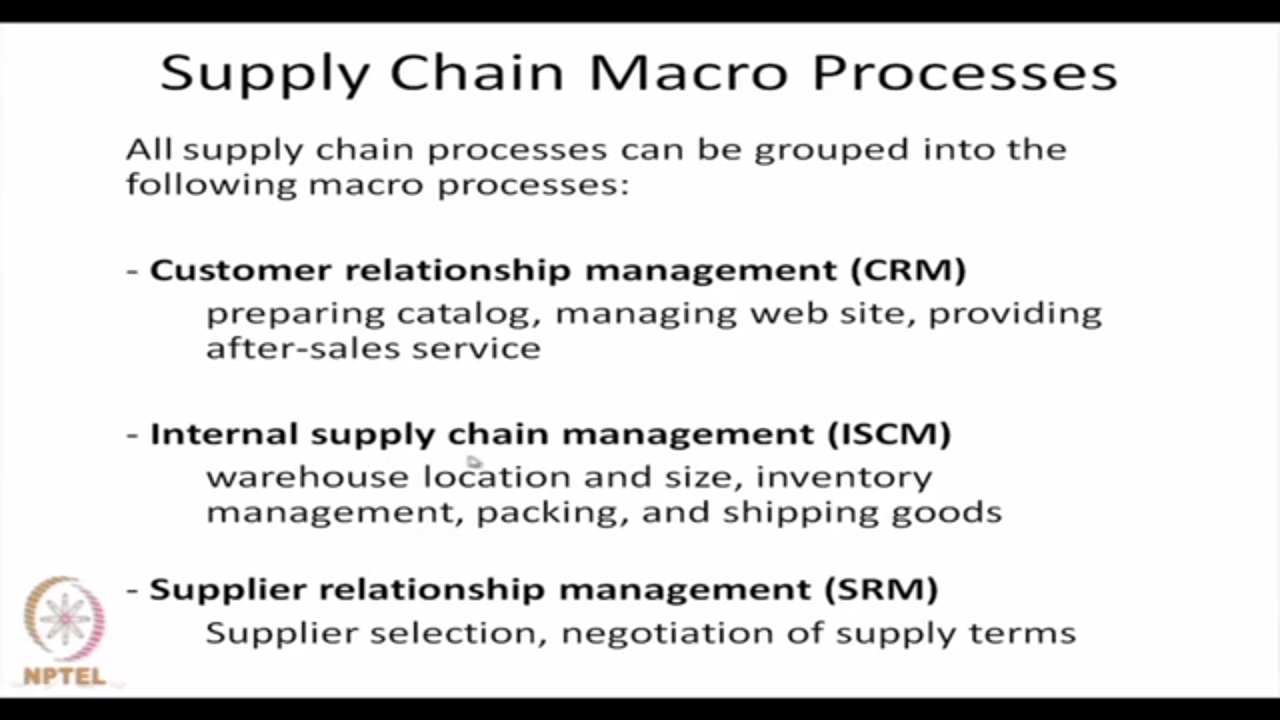 Supply Chain Macro Processes
All supply chain processes can be grouped into the
following macro processes:
- Customer relationship management (CRM)
preparing catalog, managing web site, providing
after-sales service
- Internal supply chain management (ISCM)
warehouse location and size, inventory
management, packing, and shipping goods
- Supplier relationship management (SRM)
Supplier selection, negotiation of supply terms
NPTEL